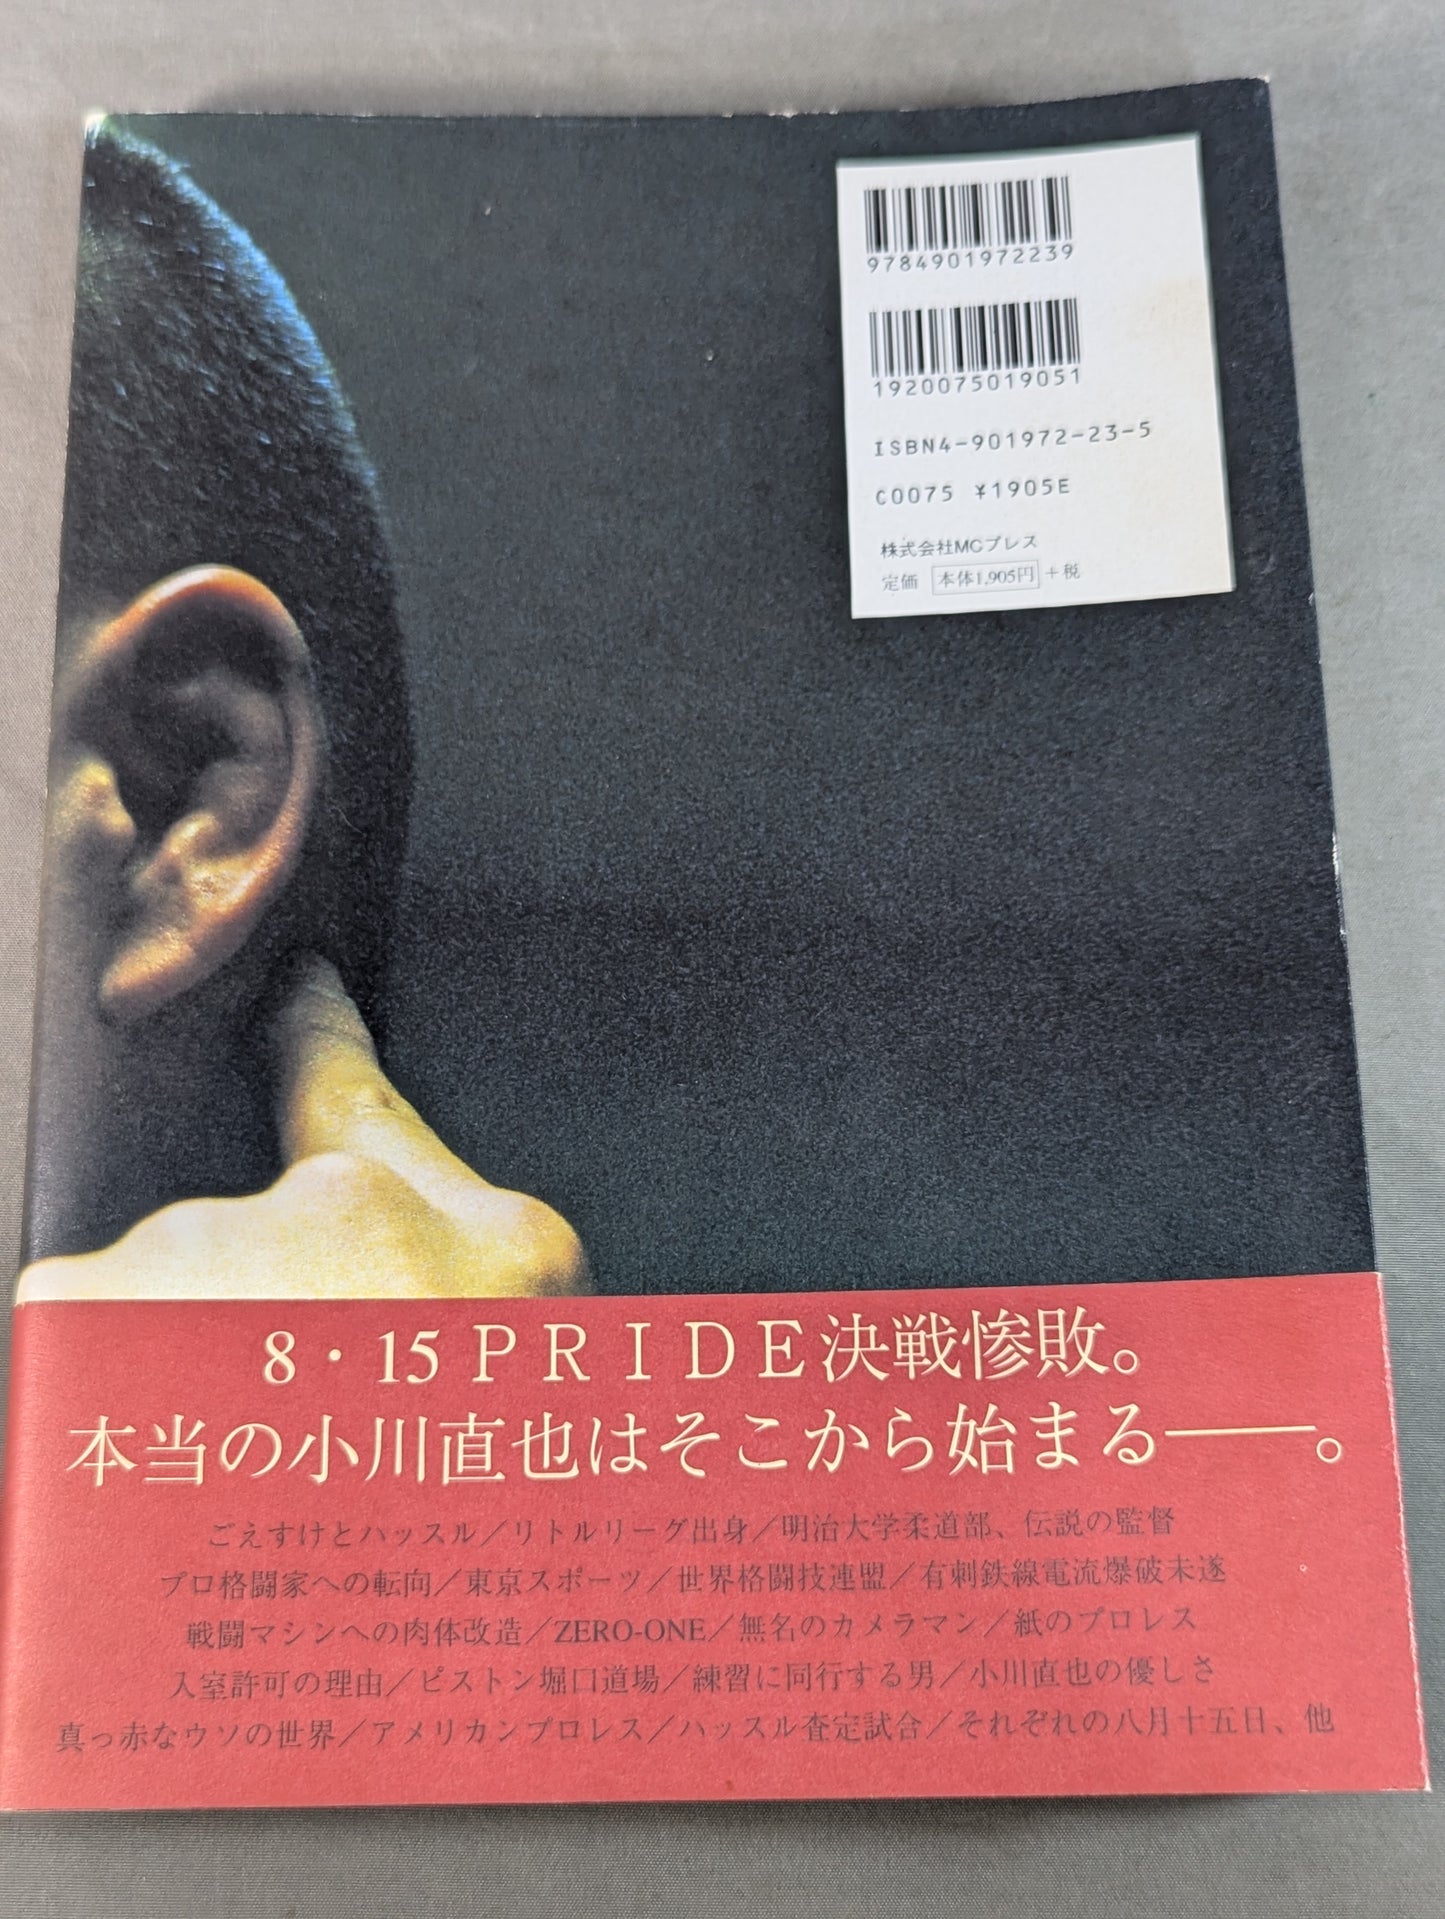 9784901972239
1920075019051
ISBN4-901972-23-5
C0075 ¥1905E
株式会社MCプレス
定価 本体1,905円+税
8・15 PRIDE決戦惨敗。
本当の小川直也はそこから始まる――。
ごえすけとハッスル/リトルリーグ出身/明治大学柔道部、伝説の監督
プロ格闘家への転向/東京スポーツ/世界格闘技連盟/有刺鉄線電流爆破未遂
戦闘マシンへの肉体改造/ZERO-ONE/無名のカメラマン/紙のプロレス
入室許可の理由/ピストン堀口道場/練習に同行する男/小川直也の優しさ
真っ赤なウソの世界/アメリカンプロレス/ハッスル査定試合/それぞれの八月十五日、他